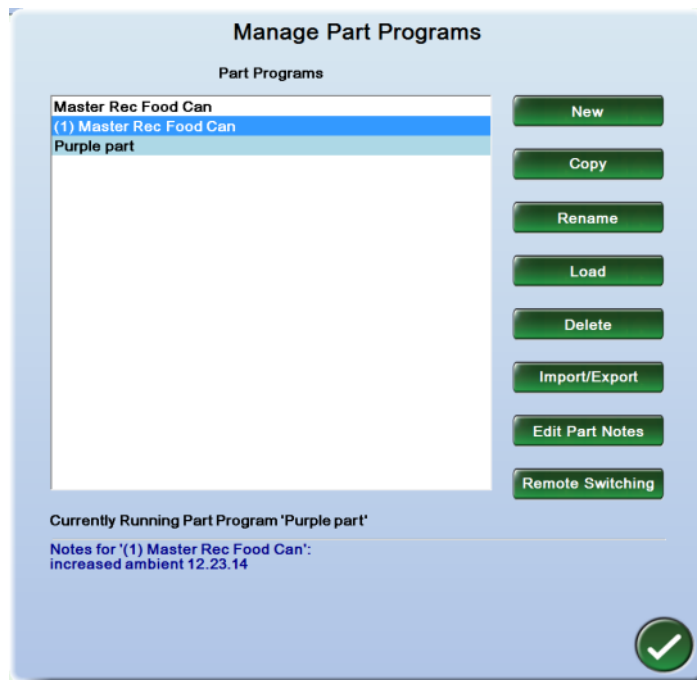 Manage Part Programs
Part Programs
Master Rec Food Can
(1) Master Rec Food Can
Purple part
New
Copy
Rename
Load
Delete
Import/Export
Edit Part Notes
Remote Switching
Currently Running Part Program 'Purple part'
Notes for '(1) Master Rec Food Can':
increased ambient 12.23.14